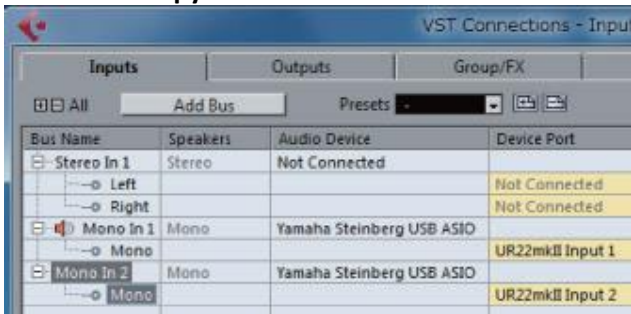 VST Connections - Inpu
Inputs Outputs Group/FX
All Add Bus Presets -
Bus Name Speakers Audio Device Device Port
Stereo In 1 Stereo Not Connected
Left Not Connected
Right Not Connected
Mono In 1 Mono Yamaha Steinberg USB ASIO
Mono UR22mkII Input 1
Mono In 2 Mono Yamaha Steinberg USB ASIO
Mono UR22mkII Input 2